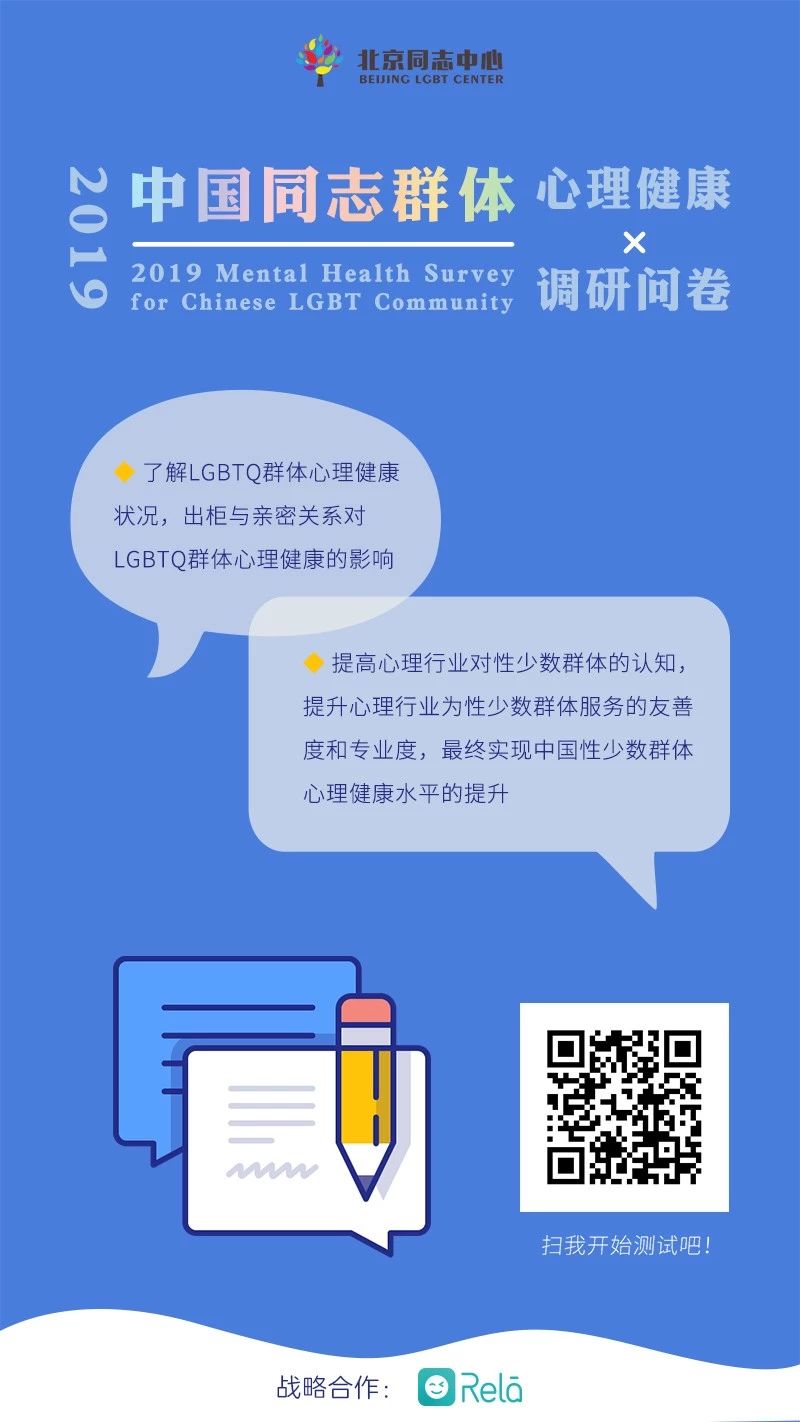 北京同志中心
BEIJING LGBT CENTER
2019
中国同志群体
2019 Mental Health Survey
for Chinese LGBT Community
心理健康
×
调研问卷
◆ 了解LGBTQ群体心理健康
状况，出柜与亲密关系对
LGBTQ群体心理健康的影响
◆ 提高心理行业对性少数群体的认知，
提升心理行业为性少数群体服务的友善
度和专业度，最终实现中国性少数群体
心理健康水平的提升
扫我开始测试吧！
战略合作： Relā